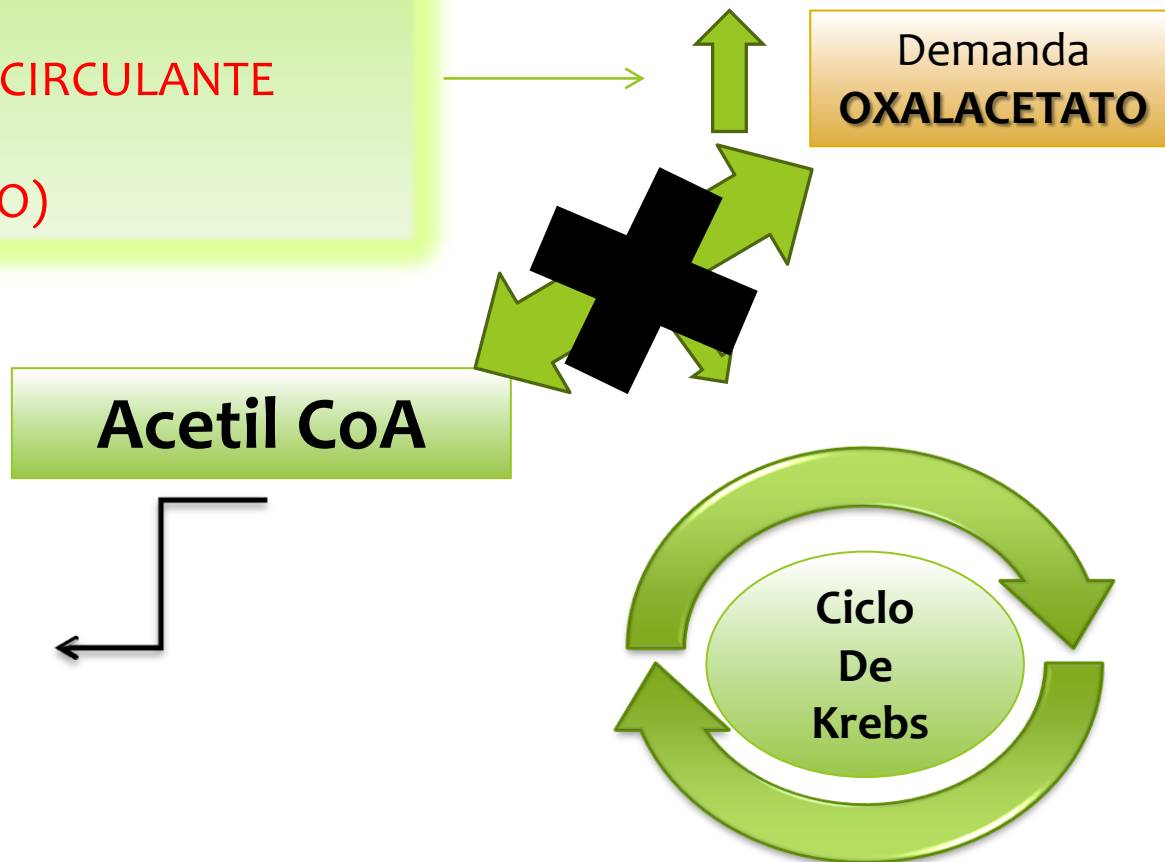 CIRCULANTE
O)
Demanda
OXALACETATO
Acetil CoA
Ciclo
De
Krebs